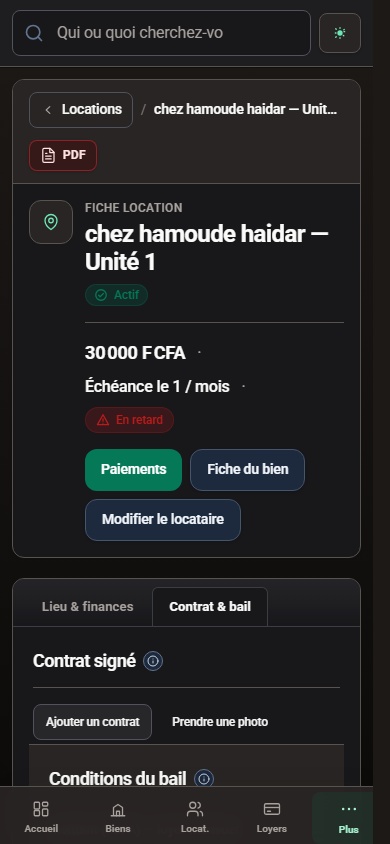 Qui ou quoi cherchez-vo
Locations / chez hamoude haidar — Unit...
PDF
FICHE LOCATION
chez hamoude haidar —
Unité 1
Actif
30 000 F CFA ·
Échéance le 1 / mois ·
En retard
Paiements Fiche du bien
Modifier le locataire
Lieu & finances Contrat & bail
Contrat signé
Ajouter un contrat Prendre une photo
Conditions du bail
Accueil Biens Locat. Loyers Plus